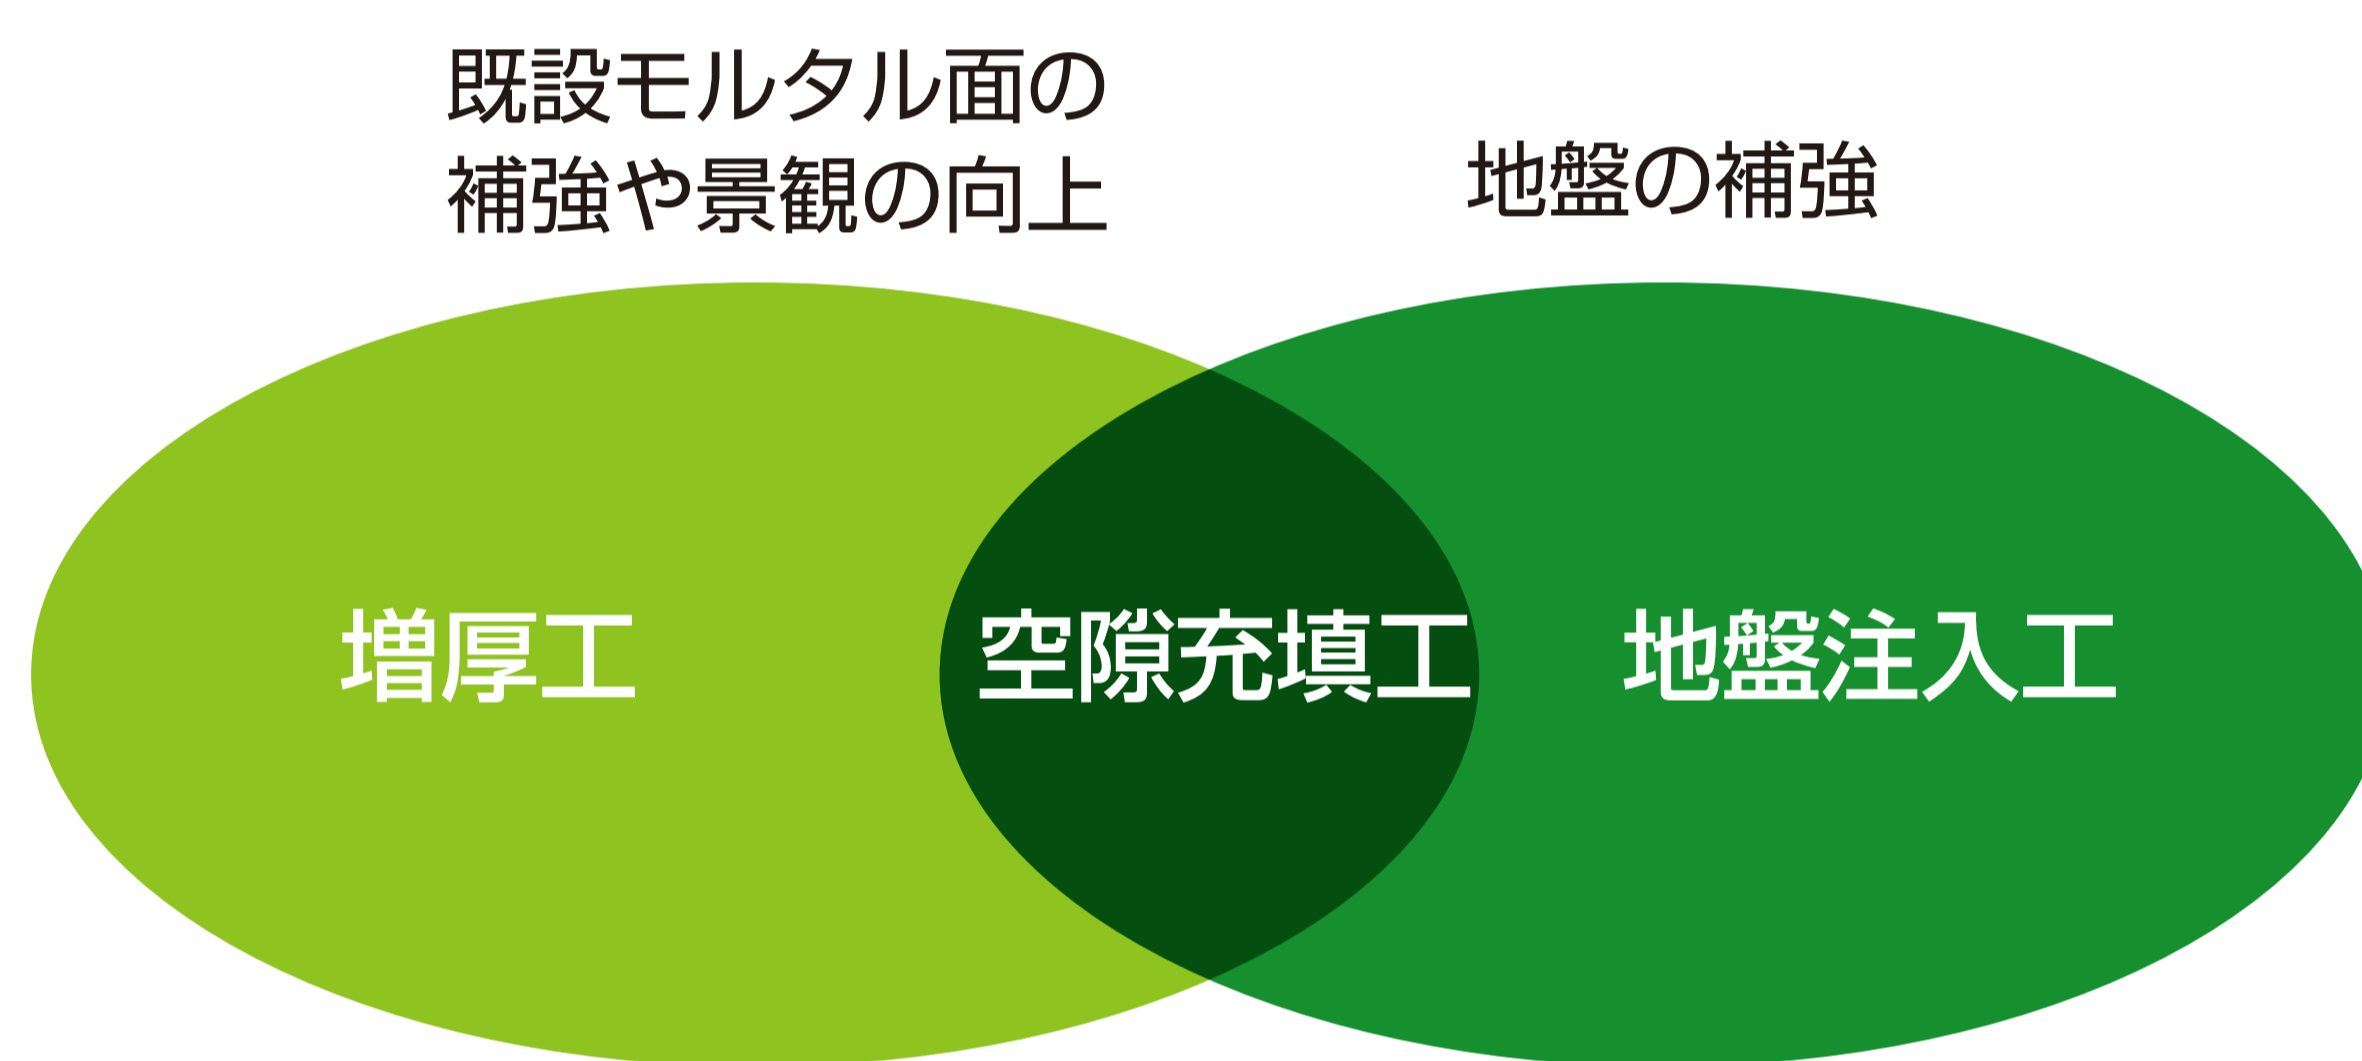 既設モルタル面の
補強や景観の向上
地盤の補強
増厚工
空隙充填工
地盤注入工